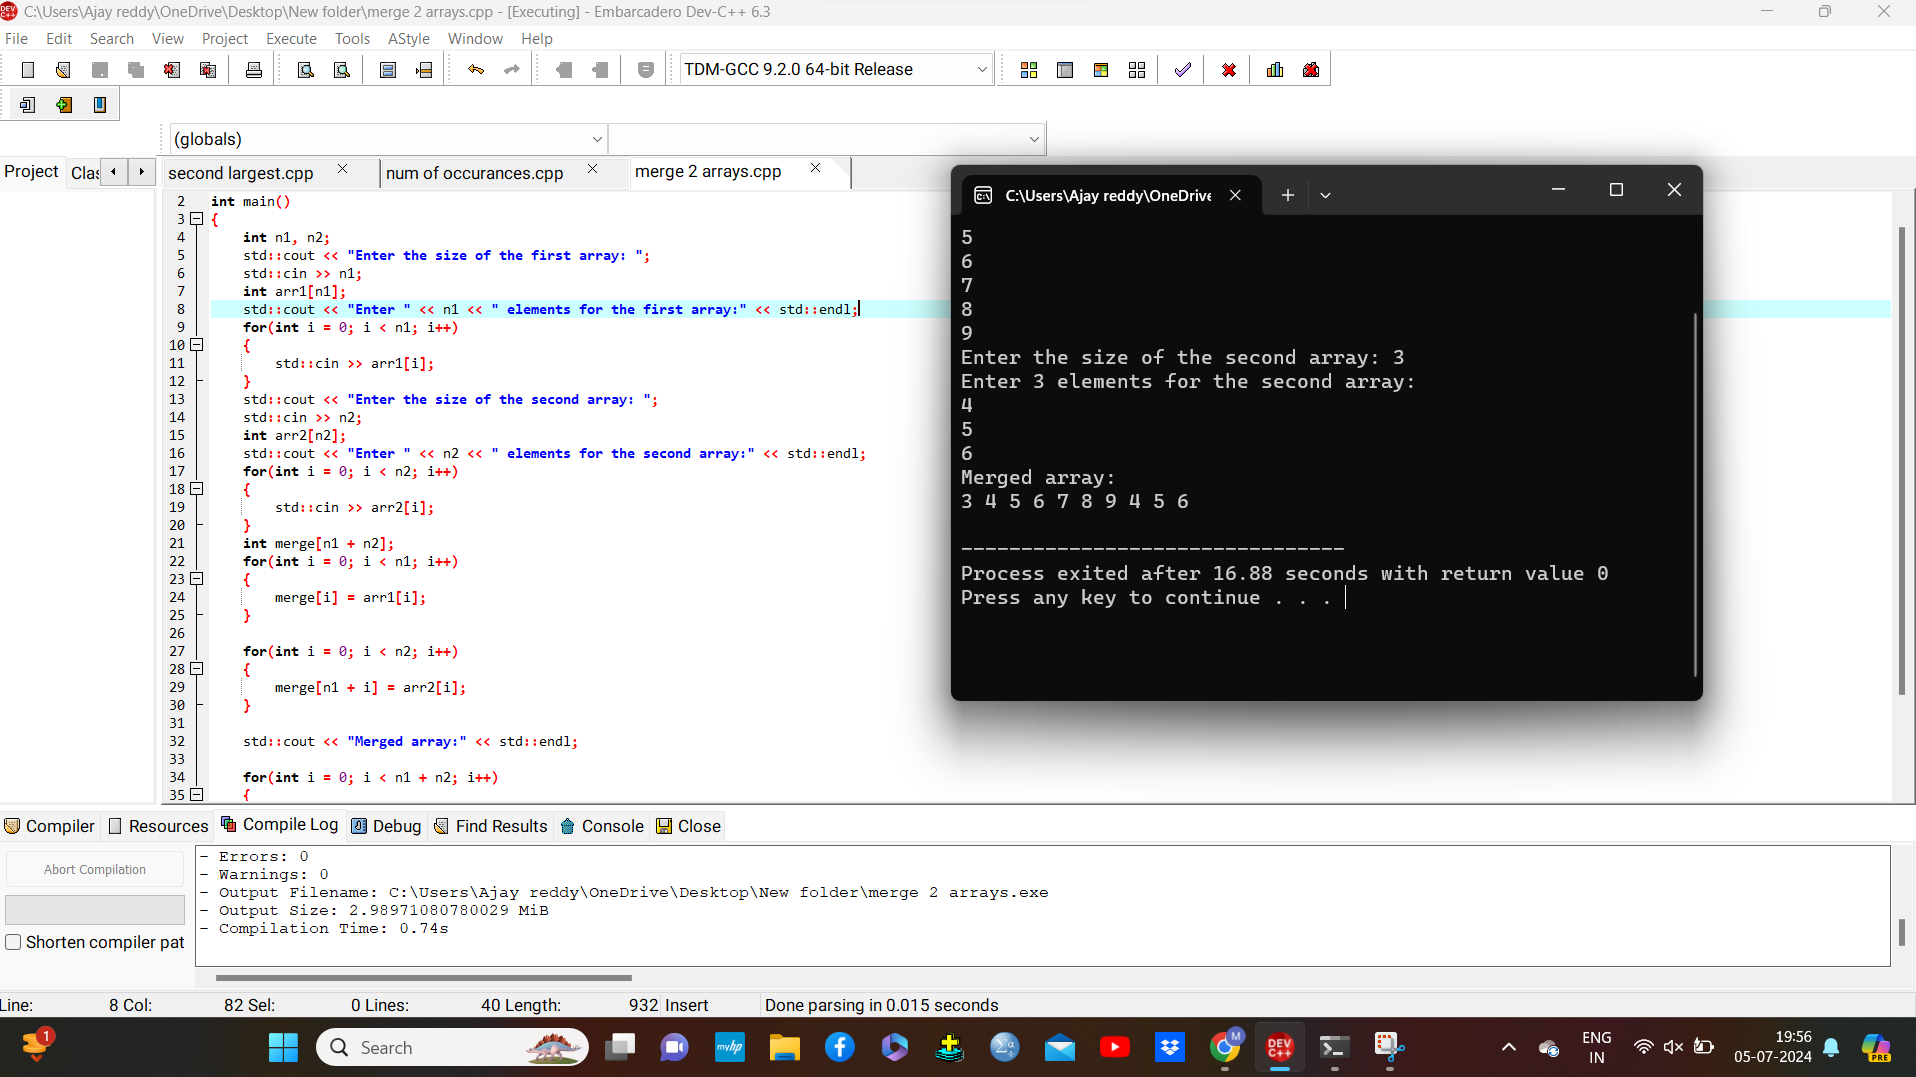 C:\Users\Ajay reddy\OneDrive\Desktop\New folder\merge 2 arrays.cpp - [Executing] - Embarcadero Dev-C++ 6.3
File Edit Search View Project Execute Tools AStyle Window Help
TDM-GCC 9.2.0 64-bit Release
(globals)
Project Clas second largest.cpp num of occurances.cpp merge 2 arrays.cpp
2 int main()
3 {
4 int n1, n2;
5 std::cout << "Enter the size of the first array: ";
6 std::cin >> n1;
7 int arr1[n1];
8 std::cout << "Enter " << n1 << " elements for the first array:" << std::endl;
9 for(int i = 0; i < n1; i++)
10 {
11 std::cin >> arr1[i];
12 }
13 std::cout << "Enter the size of the second array: ";
14 std::cin >> n2;
15 int arr2[n2];
16 std::cout << "Enter " << n2 << " elements for the second array:" << std::endl;
17 for(int i = 0; i < n2; i++)
18 {
19 std::cin >> arr2[i];
20 }
21 int merge[n1 + n2];
22 for(int i = 0; i < n1; i++)
23 {
24 merge[i] = arr1[i];
25 }
26
27 for(int i = 0; i < n2; i++)
28 {
29 merge[n1 + i] = arr2[i];
30 }
31
32 std::cout << "Merged array:" << std::endl;
33
34 for(int i = 0; i < n1 + n2; i++)
35 {
C:\Users\Ajay reddy\OneDrive
5
6
7
8
9
Enter the size of the second array: 3
Enter 3 elements for the second array:
4
5
6
Merged array:
3 4 5 6 7 8 9 4 5 6
--------------------------------
Process exited after 16.88 seconds with return value 0
Press any key to continue . . .
Compiler Resources Compile Log Debug Find Results Console Close
Abort Compilation
Shorten compiler pat
- Errors: 0
- Warnings: 0
- Output Filename: C:\Users\Ajay reddy\OneDrive\Desktop\New folder\merge 2 arrays.exe
- Output Size: 2.98971080780029 MiB
- Compilation Time: 0.74s
Line: 8 Col: 82 Sel: 0 Lines: 40 Length: 932 Insert Done parsing in 0.015 seconds
1
Search
myhp
M
DEV C++
ENG
IN
19:56
05-07-2024
PRE